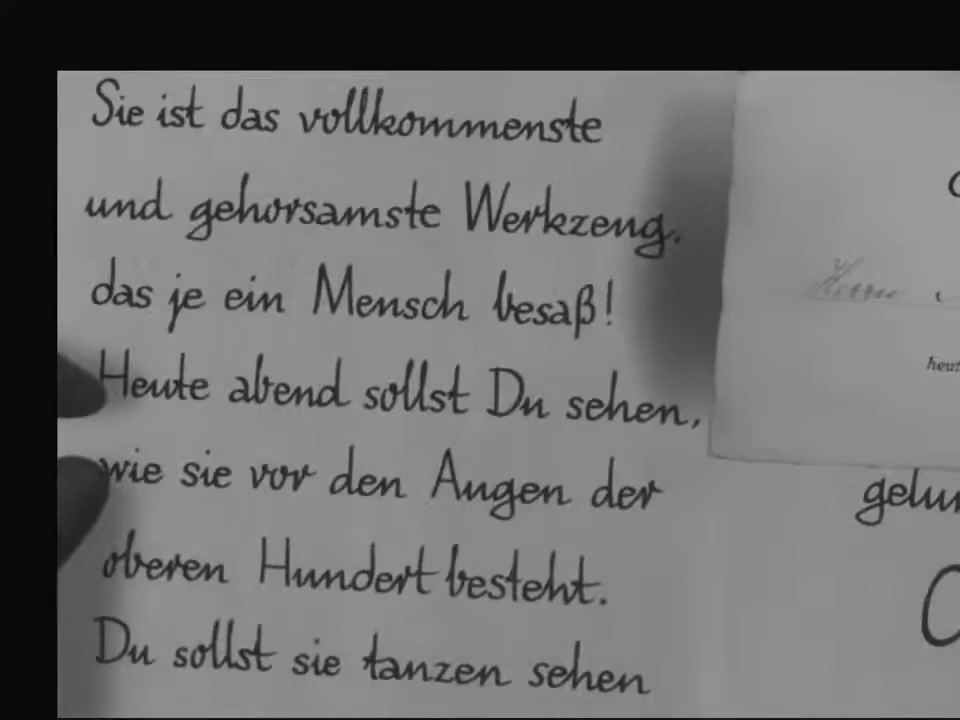 Sie ist das vollkommenste
und gehorsamste Werkzeug,
das je ein Mensch besaß!
Heute abend sollst Du sehen,
wie sie vor den Augen der
oberen Hundert besteht.
Du sollst sie tanzen sehen
Herrn